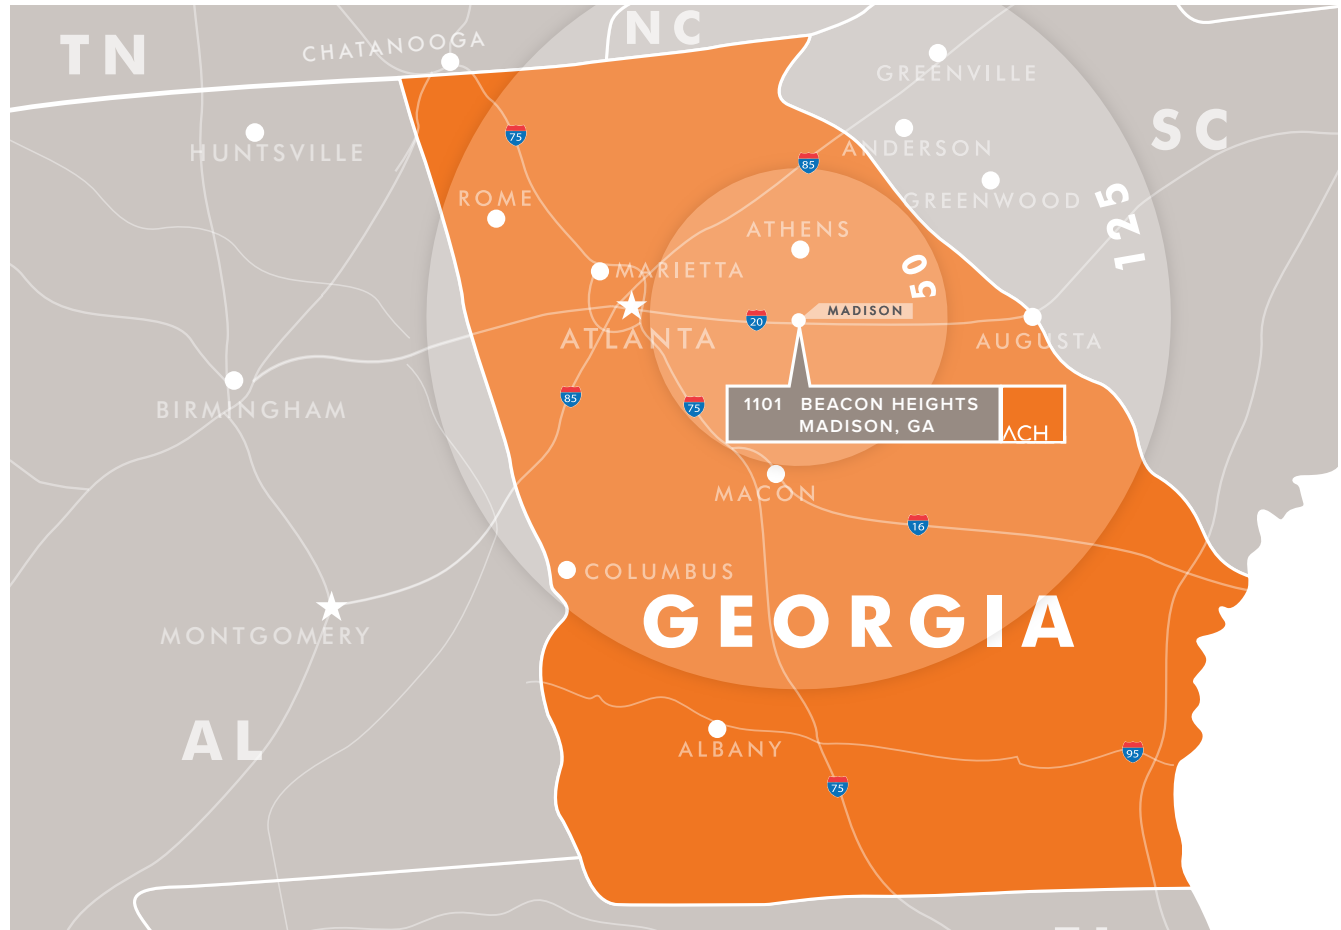 TN
NC
CHATANOOGA
GREENVILLE
HUNTSVILLE
75
85
ANDERSON
SC
ROME
GREENWOOD
ATHENS
125
MARIETTA
50
ATLANTA
20
MADISON
AUGUSTA
85
75
1101 BEACON HEIGHTS
MADISON, GA
ACH
BIRMINGHAM
MACON
16
COLUMBUS
GEORGIA
MONTGOMERY
AL
ALBANY
95
75